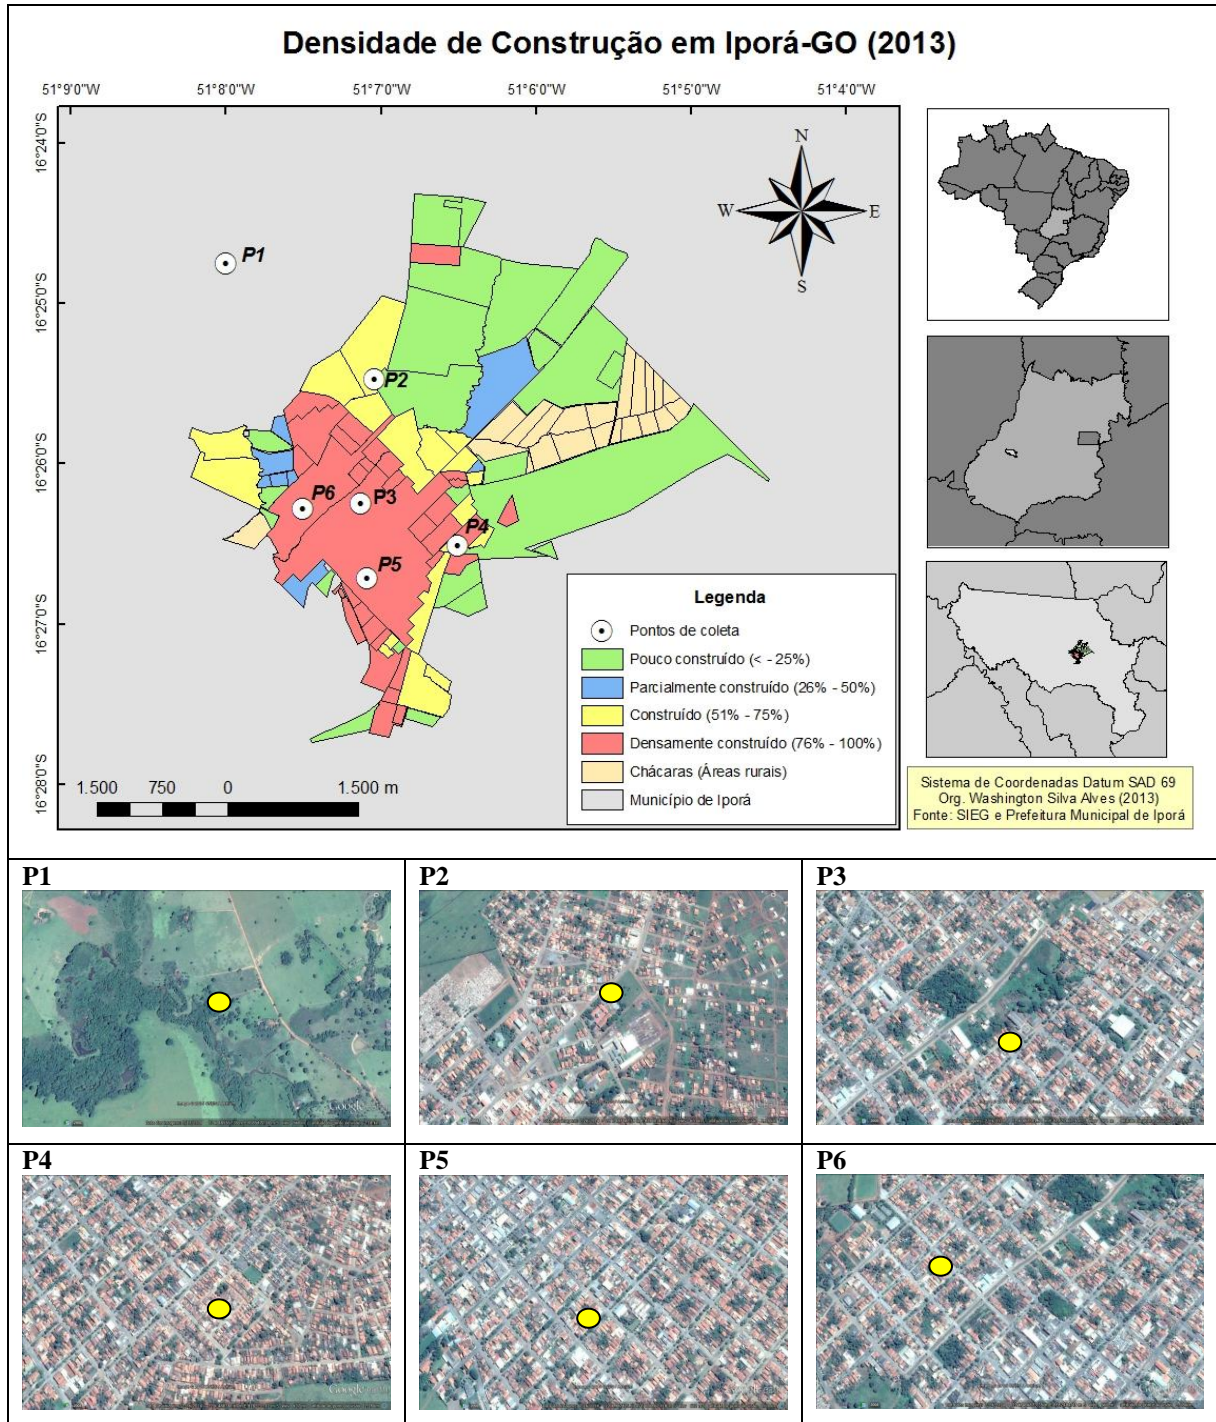 Densidade de Construção em Iporá-GO (2013)
51°9'0"W 51°8'0"W 51°7'0"W 51°6'0"W 51°5'0"W 51°4'0"W
16°24'0"S
16°25'0"S
16°26'0"S
16°27'0"S
16°28'0"S
N
W E
S
P1
P2
P6 P3
P4
P5
Legenda
Pontos de coleta
Pouco construído (< - 25%)
Parcialmente construído (26% - 50%)
Construído (51% - 75%)
Densamente construído (76% - 100%)
Chácaras (Áreas rurais)
Município de Iporá
1.500 750 0 1.500 m
Sistema de Coordenadas Datum SAD 69
Org. Washington Silva Alves (2013)
Fonte: SIEG e Prefeitura Municipal de Iporá
P1 P2 P3
Google
P4 P5 P6
Google